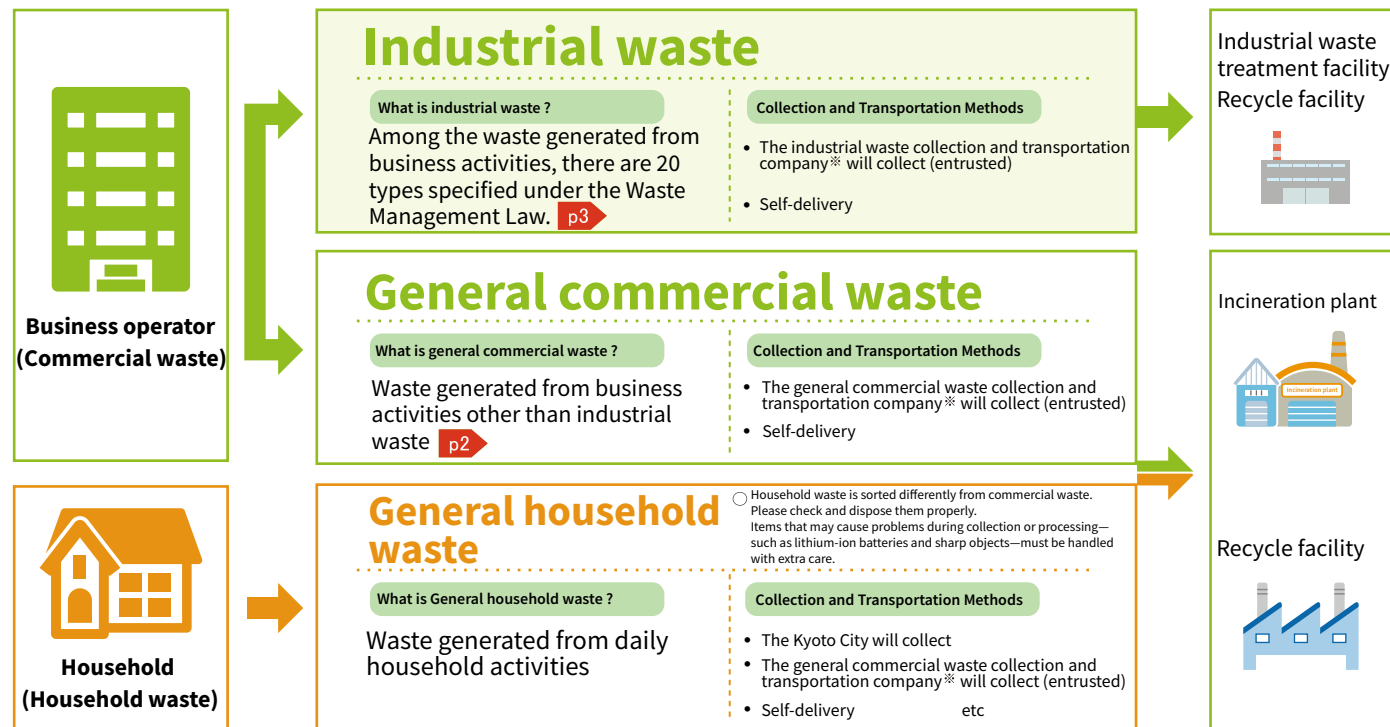 Business operator
(Commercial waste)
Industrial waste
What is industrial waste ?
Among the waste generated from
business activities, there are 20
types specified under the Waste
Management Law. p3
Collection and Transportation Methods
• The industrial waste collection and transportation
company※ will collect (entrusted)
• Self-delivery
Industrial waste
treatment facility
Recycle facility
General commercial waste
What is general commercial waste ?
Waste generated from business
activities other than industrial
waste p2
Collection and Transportation Methods
• The general commercial waste collection and
transportation company※ will collect (entrusted)
• Self-delivery
Incineration plant
Incineration plant
Recycle facility
Household
(Household waste)
General household
waste
○ Household waste is sorted differently from commercial waste.
Please check and dispose them properly.
Items that may cause problems during collection or processing—
such as lithium-ion batteries and sharp objects—must be handled
with extra care.
What is General household waste ?
Waste generated from daily
household activities
Collection and Transportation Methods
• The Kyoto City will collect
• The general commercial waste collection and
transportation company※ will collect (entrusted)
• Self-delivery etc